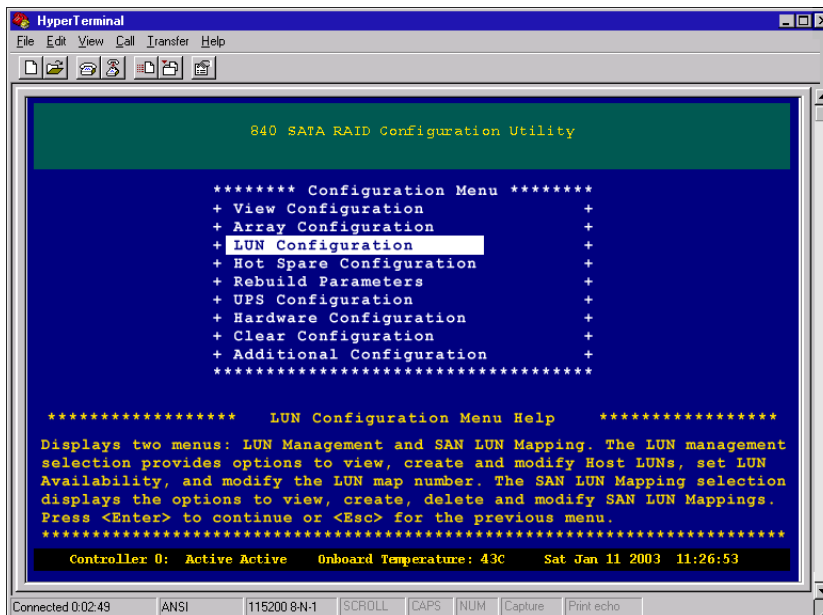 HyperTerminal
File Edit View Call Transfer Help
840 SATA RAID Configuration Utility
******** Configuration Menu ********
+ View Configuration +
+ Array Configuration +
+ LUN Configuration
+ Hot Spare Configuration +
+ Rebuild Parameters +
+ UPS Configuration +
+ Hardware Configuration +
+ Clear Configuration +
+ Additional Configuration +
************************************
****************** LUN Configuration Menu Help *****************
Displays two menus: LUN Management and SAN LUN Mapping. The LUN management
selection provides options to view, create and modify Host LUNs, set LUN
Availability, and modify the LUN map number. The SAN LUN Mapping selection
displays the options to view, create, delete and modify SAN LUN Mappings.
Press <Enter> to continue or <Esc> for the previous menu.
***********************************************************************
Controller 0: Active Active Onboard Temperature: 43C Sat Jan 11 2003 11:26:53
Connected 0:02:49 ANSI 115200 8-N-1 SCROLL CAPS NUM Capture Print echo